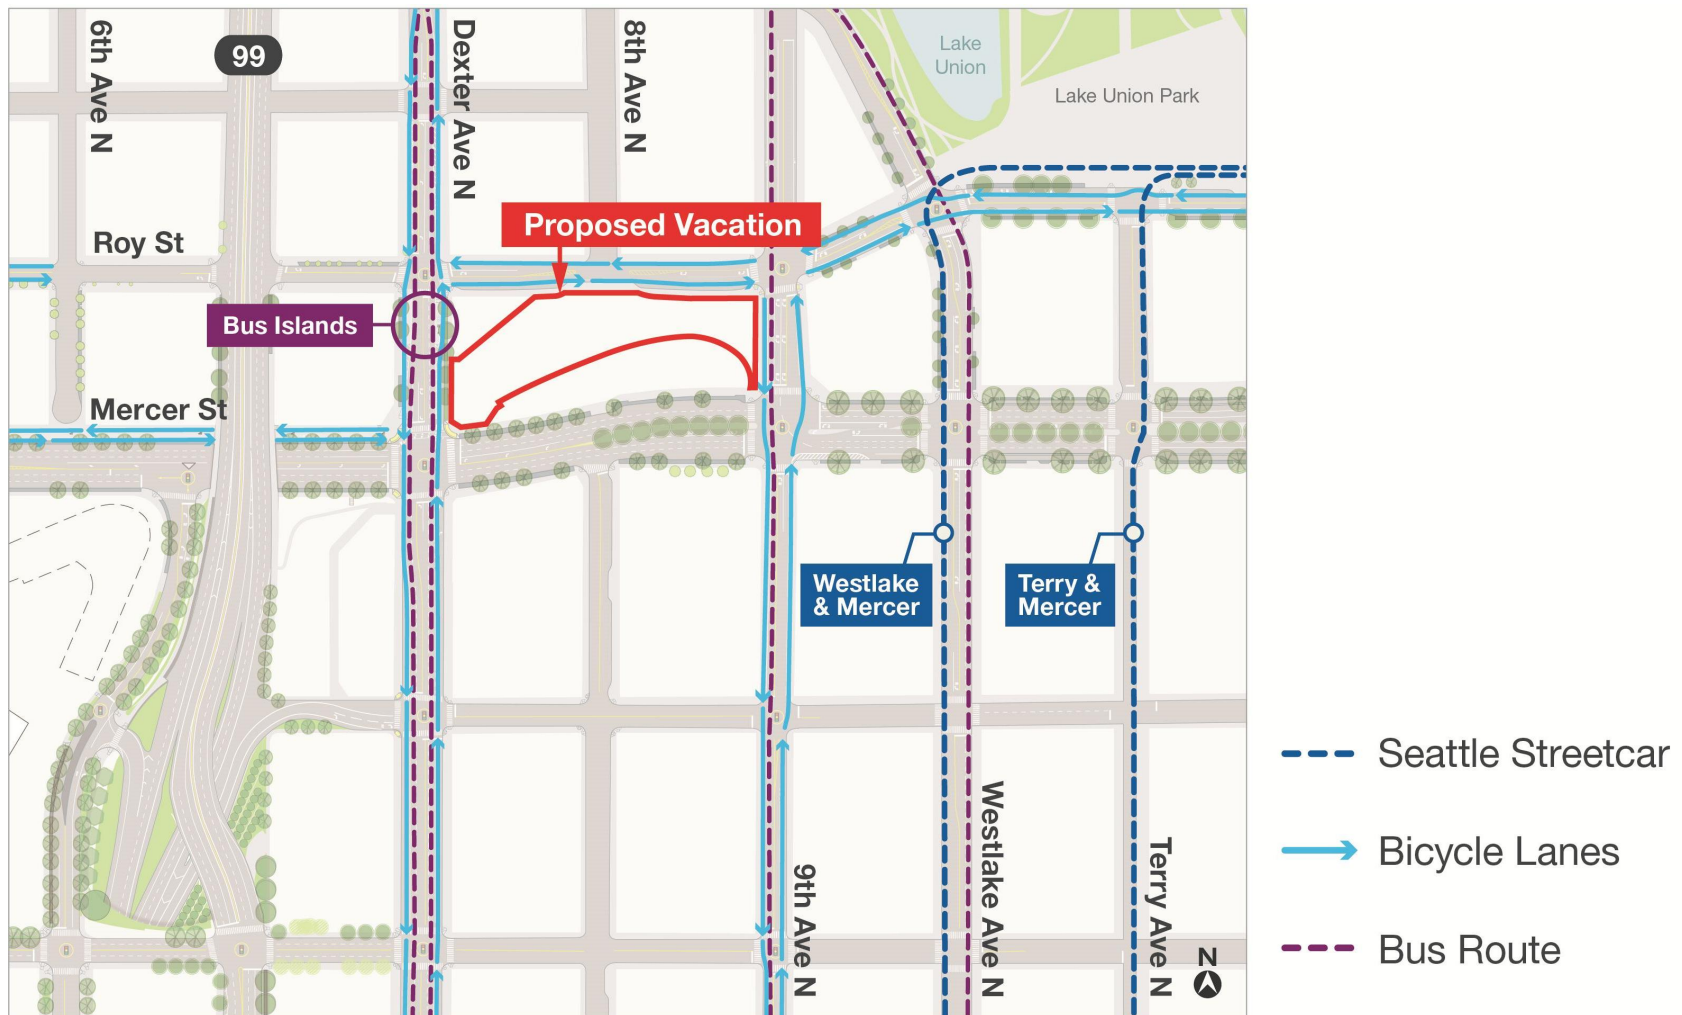 6th Ave N
99
Dexter Ave N
8th Ave N
Lake
Union
Lake Union Park
Proposed Vacation
Roy St
Bus Islands
Mercer St
Westlake
& Mercer
Terry &
Mercer
9th Ave N
Westlake Ave N
Terry Ave N
N
Seattle Streetcar
Bicycle Lanes
Bus Route